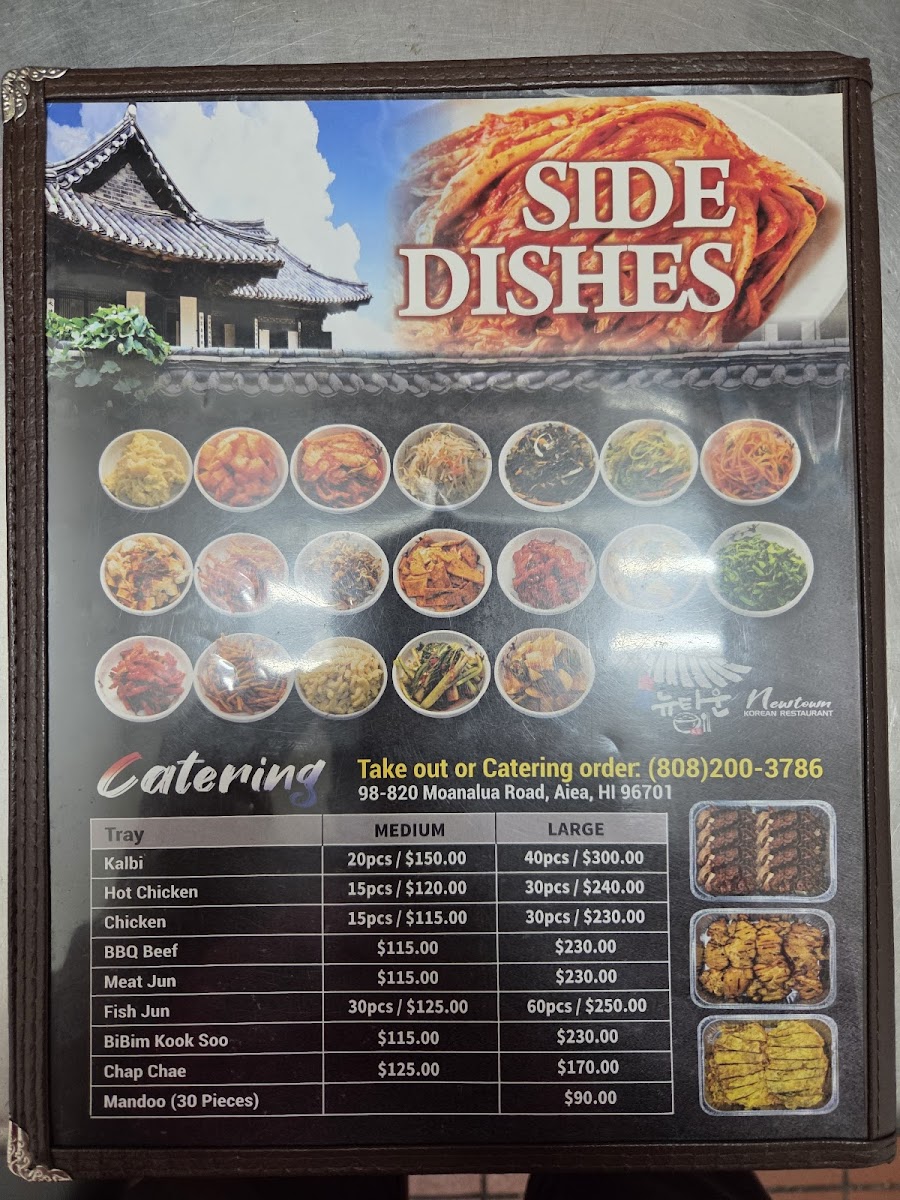 SIDE
DISHES
뉴타운
Newtown
KOREAN RESTAURANT
Catering
Take out or Catering order: (808)200-3786
98-820 Moanalua Road, Aiea, HI 96701
Tray MEDIUM LARGE
Kalbi 20pcs / $150.00 40pcs / $300.00
Hot Chicken 15pcs / $120.00 30pcs / $240.00
Chicken 15pcs / $115.00 30pcs / $230.00
BBQ Beef $115.00 $230.00
Meat Jun $115.00 $230.00
Fish Jun 30pcs / $125.00 60pcs / $250.00
BiBim Kook Soo $115.00 $230.00
Chap Chae $125.00 $170.00
Mandoo (30 Pieces) $90.00